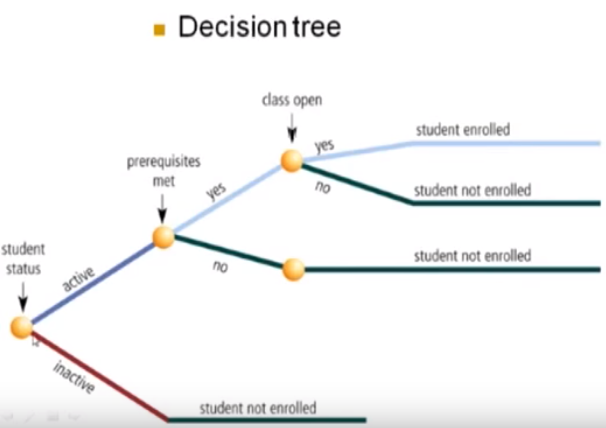 Decision tree
class open
yes
student enrolled
prerequisites
met
yes
no
student not enrolled
student
status
active
no
student not enrolled
inactive
student not enrolled